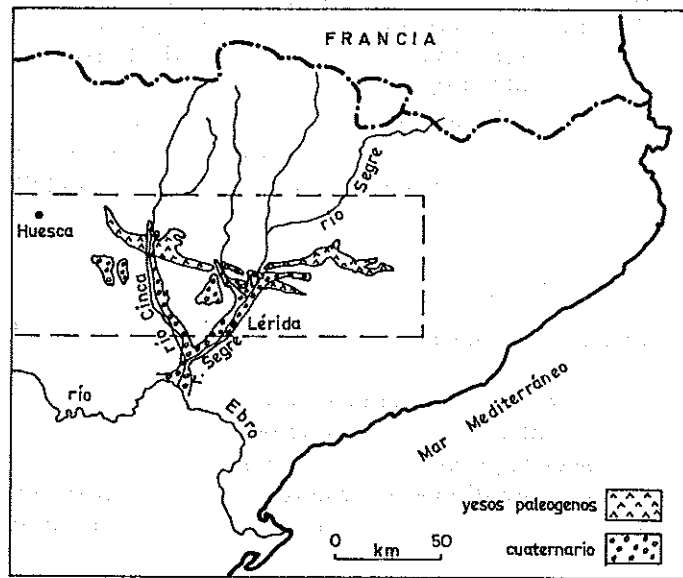 FRANCIA
río Segre
Huesca
río Cinca
Lérida
r. Segre
río
Ebro
Mar Mediterráneo
yesos paleogenos
0 50
km
cuaternario